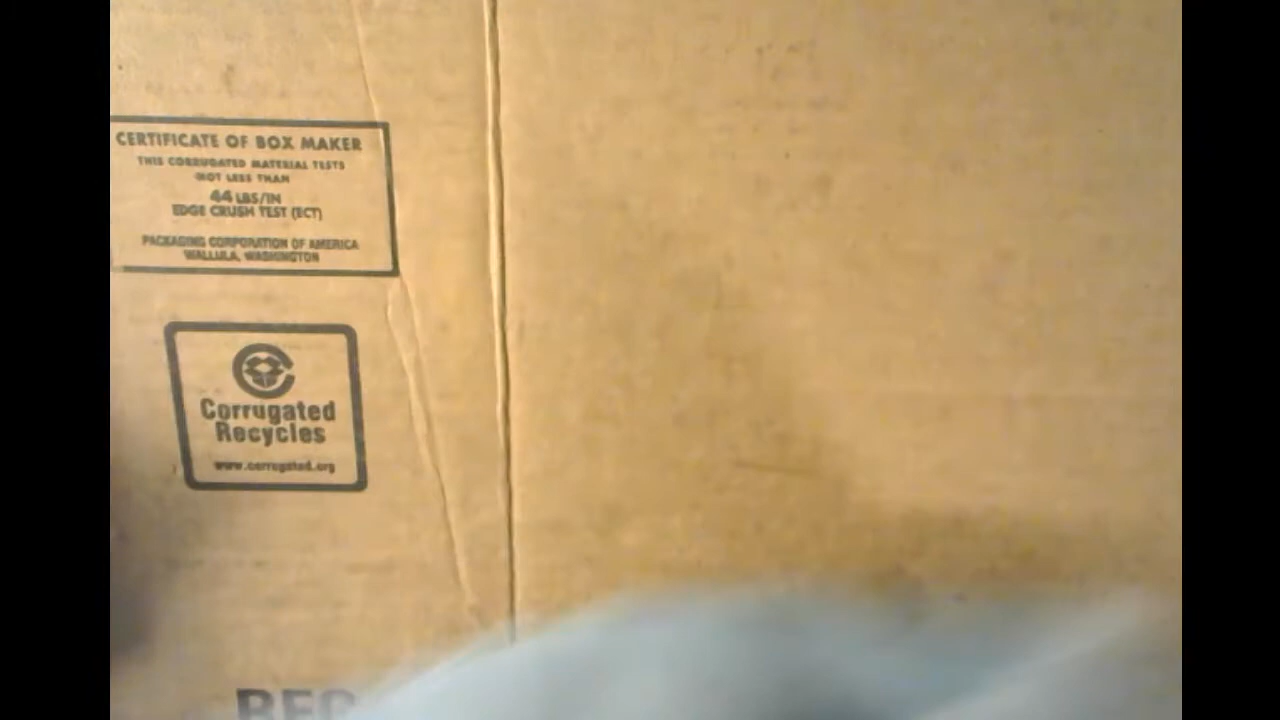 CERTIFICATE OF BOX MAKER
THIS CORRUGATED MATERIAL TESTS
NOT LESS THAN
44 LBS/IN
EDGE CRUSH TEST (ECT)
PACKAGING CORPORATION OF AMERICA
WALLULA, WASHINGTON
Corrugated
Recycles
www.corrugated.org